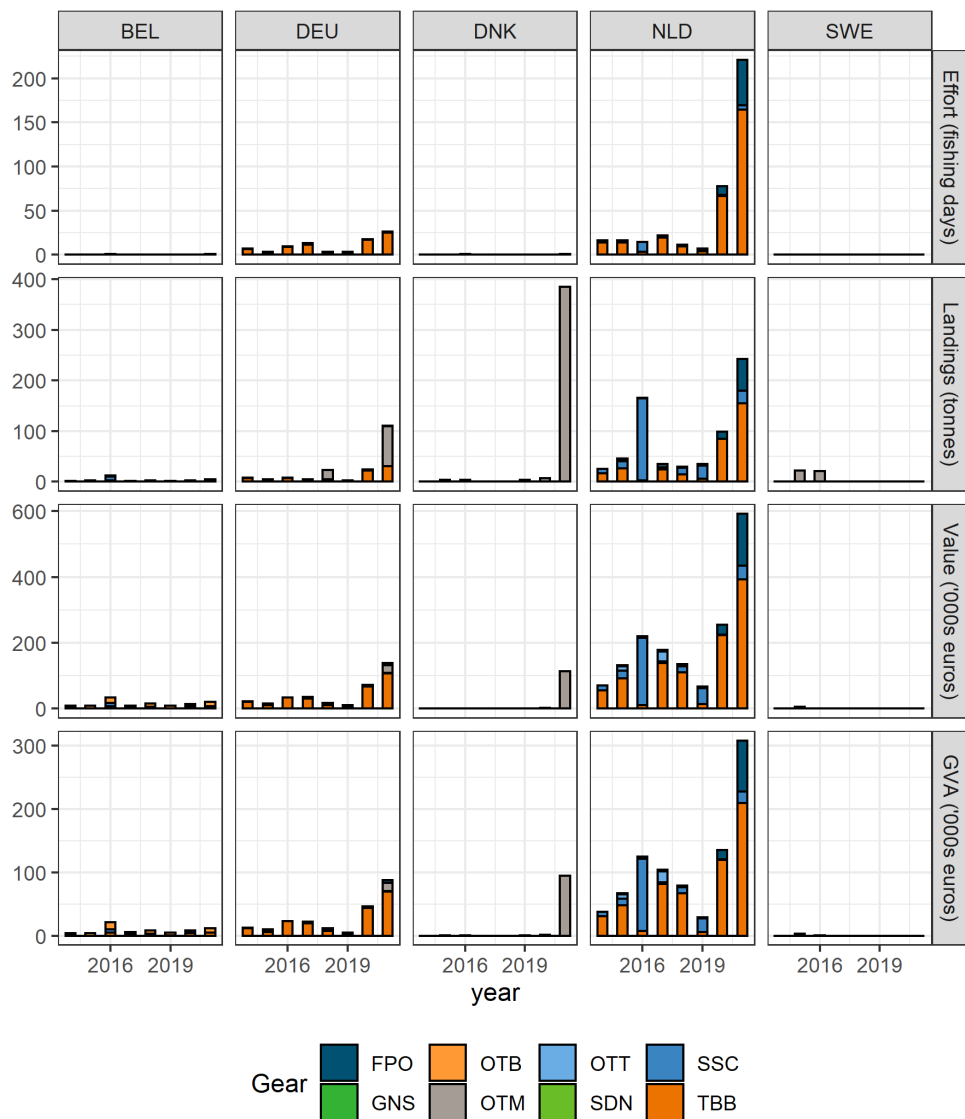 BEL DEU DNK NLD SWE
200
150
100
50
0
Effort (fishing days)
400
300
200
100
0
Landings (tonnes)
600
400
200
0
Value ('000s euros)
300
200
100
0
GVA ('000s euros)
2016 2019 2016 2019 2016 2019 2016 2019 2016 2019
year
Gear
FPO OTB OTT SSC
GNS OTM SDN TBB